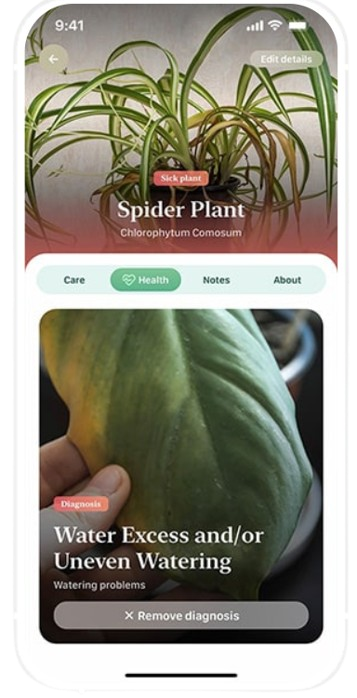 9:41
Edit details
Sick plant
Spider Plant
Chlorophytum Comosum
Care Health Notes About
Diagnosis
Water Excess and/or
Uneven Watering
Watering problems
× Remove diagnosis